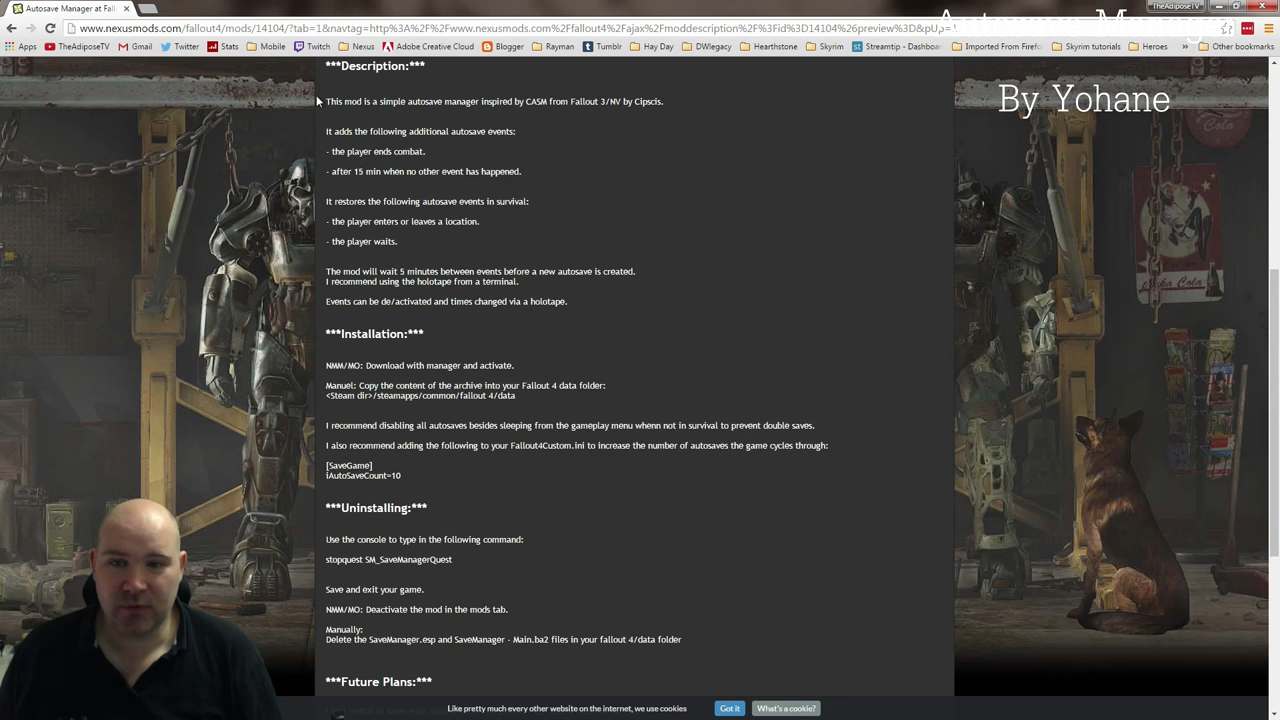 Autosave Manager at Fall
TheAdiposeTV
www.nexusmods.com/fallout4/mods/14104/?tab=1&navtag=http%3A%2F%2Fwww.nexusmods.com%2Ffallout4%2Fajax%2Fmoddescription%2F%3Fid%3D14104%26preview%3D&pUp=
Apps TheAdiposeTV Gmail Twitter Stats Mobile Twitch Nexus Adobe Creative Cloud Blogger Rayman Tumblr Hay Day DWlegacy Hearthstone Skyrim Streamtip - Dashboard Imported From Firefo Skyrim tutorials Heroes » Other bookmarks
By Yohane
***Description:***
This mod is a simple autosave manager inspired by CASM from Fallout 3/NV by Cipscis.
It adds the following additional autosave events:
- the player ends combat.
- after 15 min when no other event has happened.
It restores the following autosave events in survival:
- the player enters or leaves a location.
- the player waits.
The mod will wait 5 minutes between events before a new autosave is created.
I recommend using the holotape from a terminal.
Events can be de/activated and times changed via a holotape.
***Installation:***
NMM/MO: Download with manager and activate.
Manuel: Copy the content of the archive into your Fallout 4 data folder:
<Steam dir>/steamapps/common/fallout 4/data
I recommend disabling all autosaves besides sleeping from the gameplay menu whenn not in survival to prevent double saves.
I also recommend adding the following to your Fallout4Custom.ini to increase the number of autosaves the game cycles through:
[SaveGame]
iAutoSaveCount=10
***Uninstalling:***
Use the console to type in the following command:
stopquest SM_SaveManagerQuest
Save and exit your game.
NMM/MO: Deactivate the mod in the mods tab.
Manually:
Delete the SaveManager.esp and SaveManager - Main.ba2 files in your fallout 4/data folder
***Future Plans:***
Like pretty much every other website on the internet, we use cookies Got it What's a cookie?